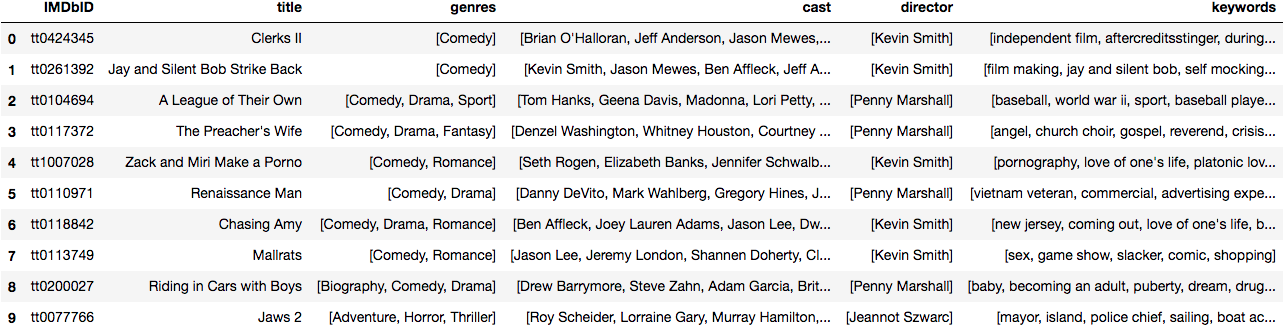 IMDbID title genres cast director keywords
0 tt0424345 Clerks II [Comedy] [Brian O'Halloran, Jeff Anderson, Jason Mewes,... [Kevin Smith] [independent film, aftercreditsstinger, during...
1 tt0261392 Jay and Silent Bob Strike Back [Comedy] [Kevin Smith, Jason Mewes, Ben Affleck, Jeff A... [Kevin Smith] [film making, jay and silent bob, self mocking...
2 tt0104694 A League of Their Own [Comedy, Drama, Sport] [Tom Hanks, Geena Davis, Madonna, Lori Petty, ... [Penny Marshall] [baseball, world war ii, sport, baseball playe...
3 tt0117372 The Preacher's Wife [Comedy, Drama, Fantasy] [Denzel Washington, Whitney Houston, Courtney ... [Penny Marshall] [angel, church choir, gospel, reverend, crisis...
4 tt1007028 Zack and Miri Make a Porno [Comedy, Romance] [Seth Rogen, Elizabeth Banks, Jennifer Schwalb... [Kevin Smith] [pornography, love of one's life, platonic lov...
5 tt0110971 Renaissance Man [Comedy, Drama] [Danny DeVito, Mark Wahlberg, Gregory Hines, J... [Penny Marshall] [vietnam veteran, commercial, advertising expe...
6 tt0118842 Chasing Amy [Comedy, Drama, Romance] [Ben Affleck, Joey Lauren Adams, Jason Lee, Dw... [Kevin Smith] [new jersey, coming out, love of one's life, b...
7 tt0113749 Mallrats [Comedy, Romance] [Jason Lee, Jeremy London, Shannen Doherty, Cl... [Kevin Smith] [sex, game show, slacker, comic, shopping]
8 tt0200027 Riding in Cars with Boys [Biography, Comedy, Drama] [Drew Barrymore, Steve Zahn, Adam Garcia, Brit... [Penny Marshall] [baby, becoming an adult, puberty, dream, drug...
9 tt0077766 Jaws 2 [Adventure, Horror, Thriller] [Roy Scheider, Lorraine Gary, Murray Hamilton,... [Jeannot Szwarc] [mayor, island, police chief, sailing, boat ac...